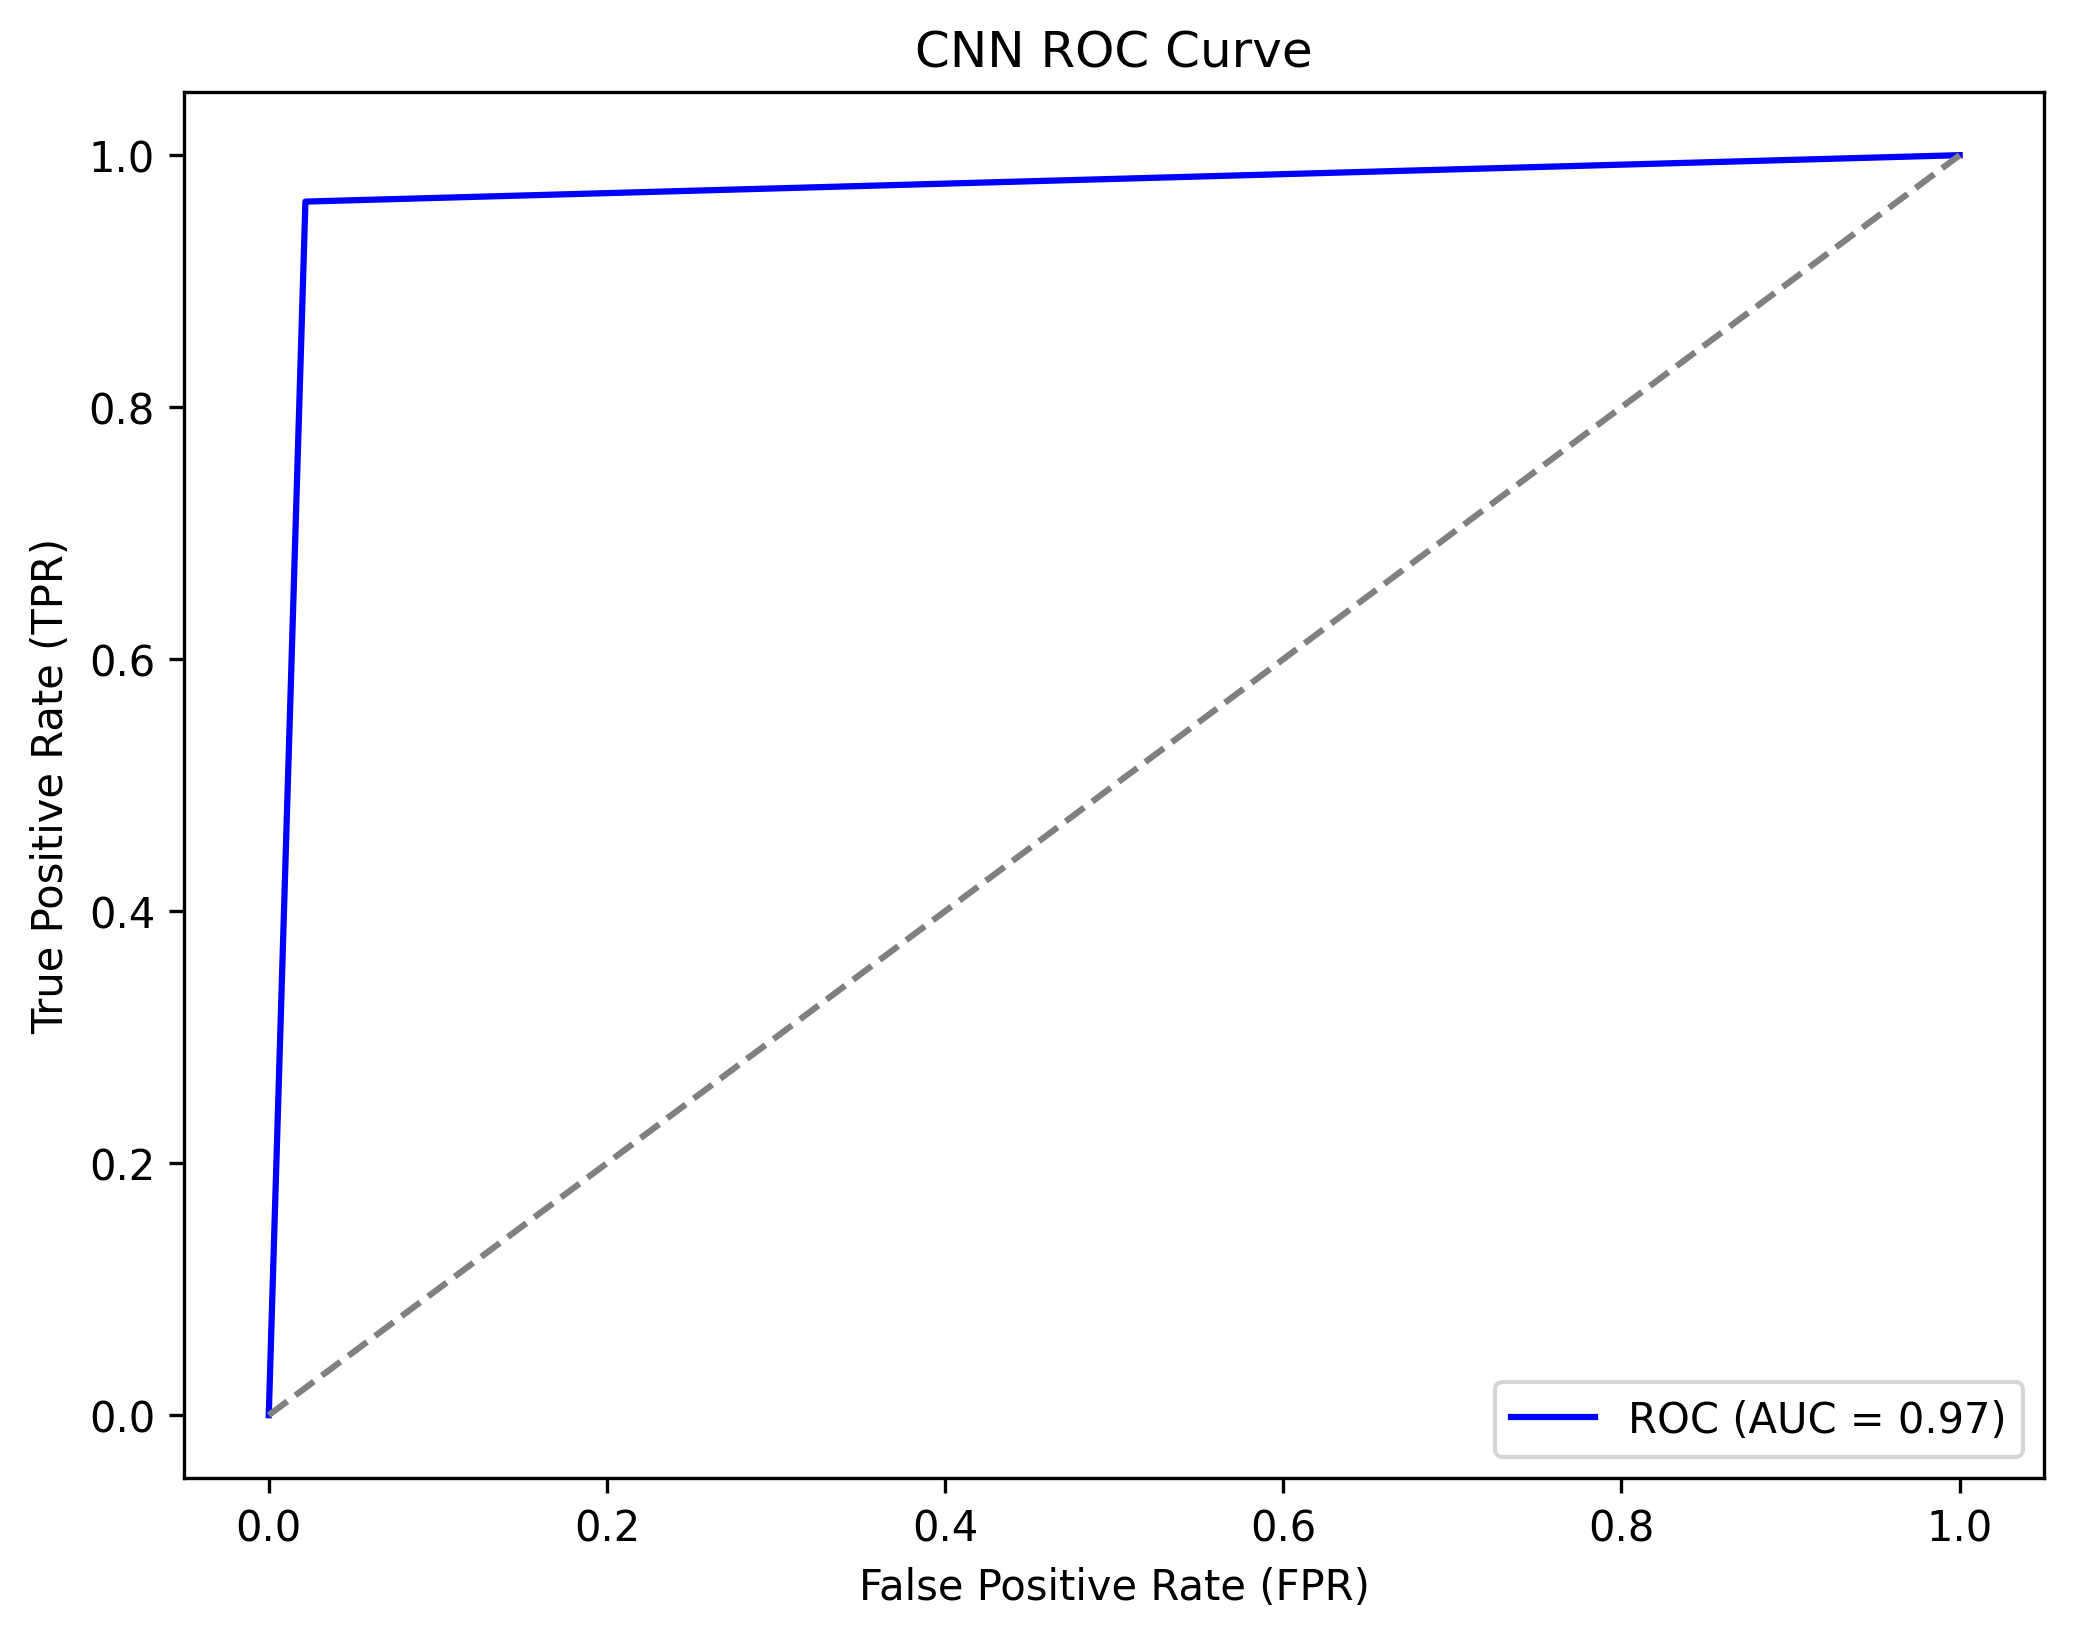 CNN ROC Curve
True Positive Rate (TPR)
1.0
0.8
0.6
0.4
0.2
0.0
ROC (AUC = 0.97)
0.0 0.2 0.4 0.6 0.8 1.0
False Positive Rate (FPR)